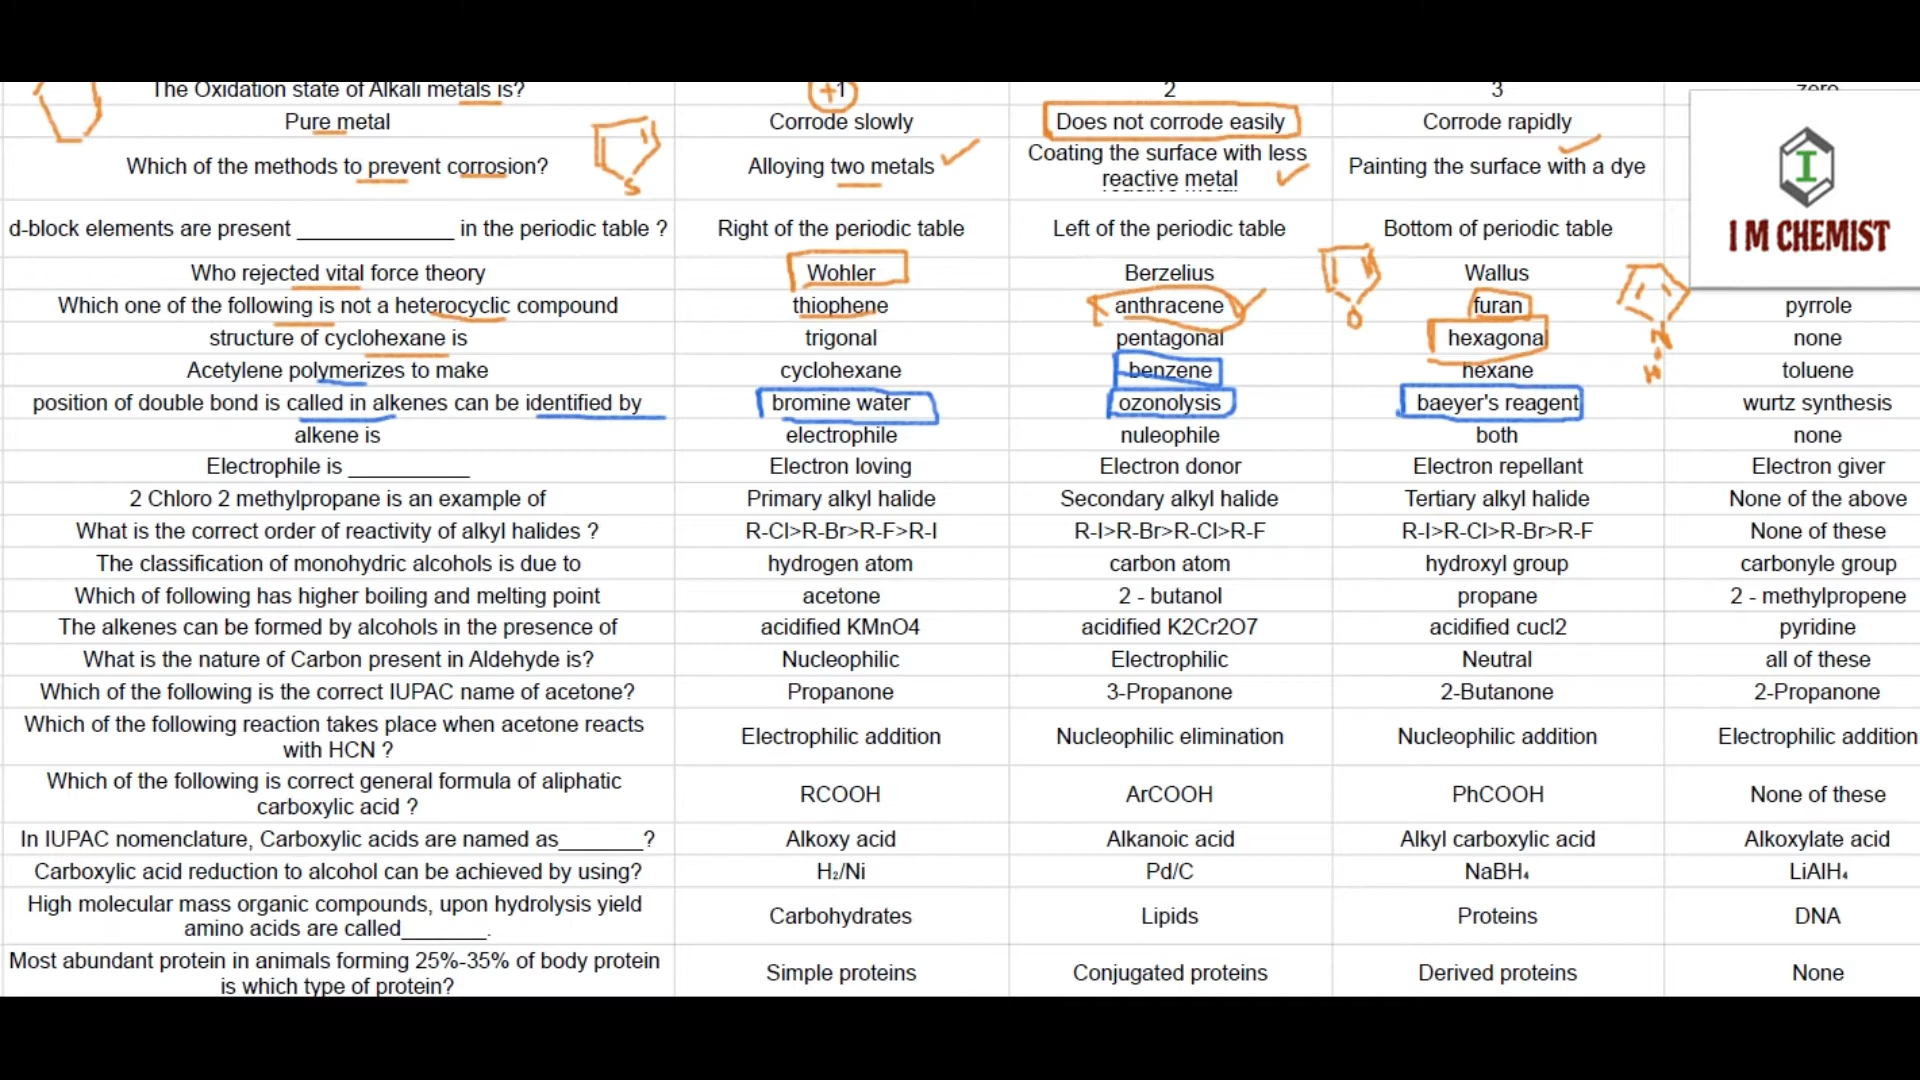 The Oxidation state of Alkali metals is? +1 2 3 zero
Pure metal Corrode slowly Does not corrode easily Corrode rapidly
Which of the methods to prevent corrosion? Alloying two metals Coating the surface with less reactive metal Painting the surface with a dye
S
I
I M CHEMIST
d-block elements are present _____________ in the periodic table ? Right of the periodic table Left of the periodic table Bottom of periodic table
Who rejected vital force theory Wohler Berzelius Wallus
Which one of the following is not a heterocyclic compound thiophene anthracene furan pyrrole
O
N
H
structure of cyclohexane is trigonal pentagonal hexagonal none
Acetylene polymerizes to make cyclohexane benzene hexane toluene
position of double bond is called in alkenes can be identified by bromine water ozonolysis baeyer's reagent wurtz synthesis
alkene is electrophile nuleophile both none
Electrophile is __________ Electron loving Electron donor Electron repellant Electron giver
2 Chloro 2 methylpropane is an example of Primary alkyl halide Secondary alkyl halide Tertiary alkyl halide None of the above
What is the correct order of reactivity of alkyl halides ? R-Cl>R-Br>R-F>R-I R-I>R-Br>R-Cl>R-F R-I>R-Cl>R-Br>R-F None of these
The classification of monohydric alcohols is due to hydrogen atom carbon atom hydroxyl group carbonyle group
Which of following has higher boiling and melting point acetone 2 - butanol propane 2 - methylpropene
The alkenes can be formed by alcohols in the presence of acidified KMnO4 acidified K2Cr2O7 acidified cucl2 pyridine
What is the nature of Carbon present in Aldehyde is? Nucleophilic Electrophilic Neutral all of these
Which of the following is the correct IUPAC name of acetone? Propanone 3-Propanone 2-Butanone 2-Propanone
Which of the following reaction takes place when acetone reacts
with HCN ? Electrophilic addition Nucleophilic elimination Nucleophilic addition Electrophilic addition
Which of the following is correct general formula of aliphatic
carboxylic acid ? RCOOH ArCOOH PhCOOH None of these
In IUPAC nomenclature, Carboxylic acids are named as_______? Alkoxy acid Alkanoic acid Alkyl carboxylic acid Alkoxylate acid
Carboxylic acid reduction to alcohol can be achieved by using? H₂/Ni Pd/C NaBH₄ LiAlH₄
High molecular mass organic compounds, upon hydrolysis yield
amino acids are called_______. Carbohydrates Lipids Proteins DNA
Most abundant protein in animals forming 25%-35% of body protein
is which type of protein? Simple proteins Conjugated proteins Derived proteins None